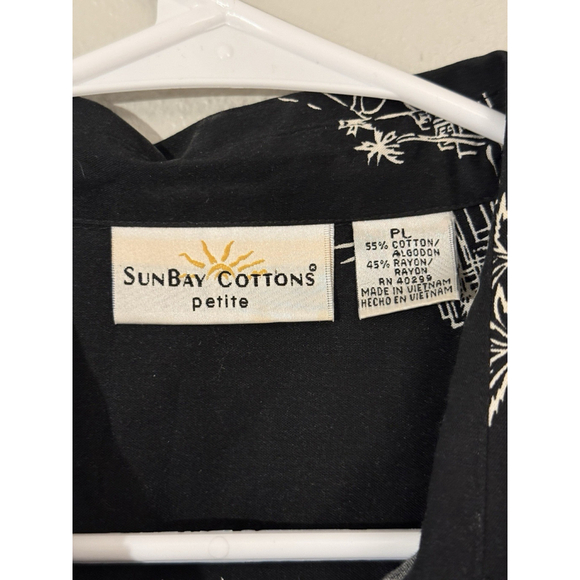 SunBay Cottons®
petite
PL
55% COTTON/
ALGODON
45% RAYON/
RAYON
RN 40299
MADE IN VIETNAM
HECHO EN VIETNAM